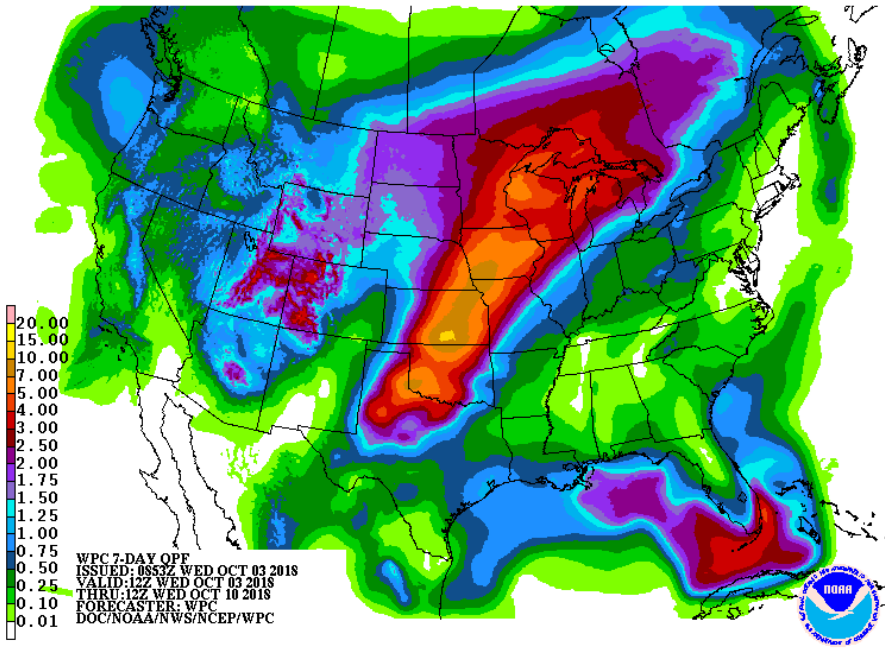 20.00
15.00
10.00
7.00
5.00
4.00
3.00
2.50
2.00
1.75
1.50
1.25
1.00
0.75
0.50
0.25
0.10
0.01
WPC 7-DAY QPF
ISSUED: 0853Z WED OCT 03 2018
VALID: 12Z WED OCT 03 2018
THRU: 12Z WED OCT 10 2018
FORECASTER: WPC
DOC/NOAA/NWS/NCEP/WPC
NOAA